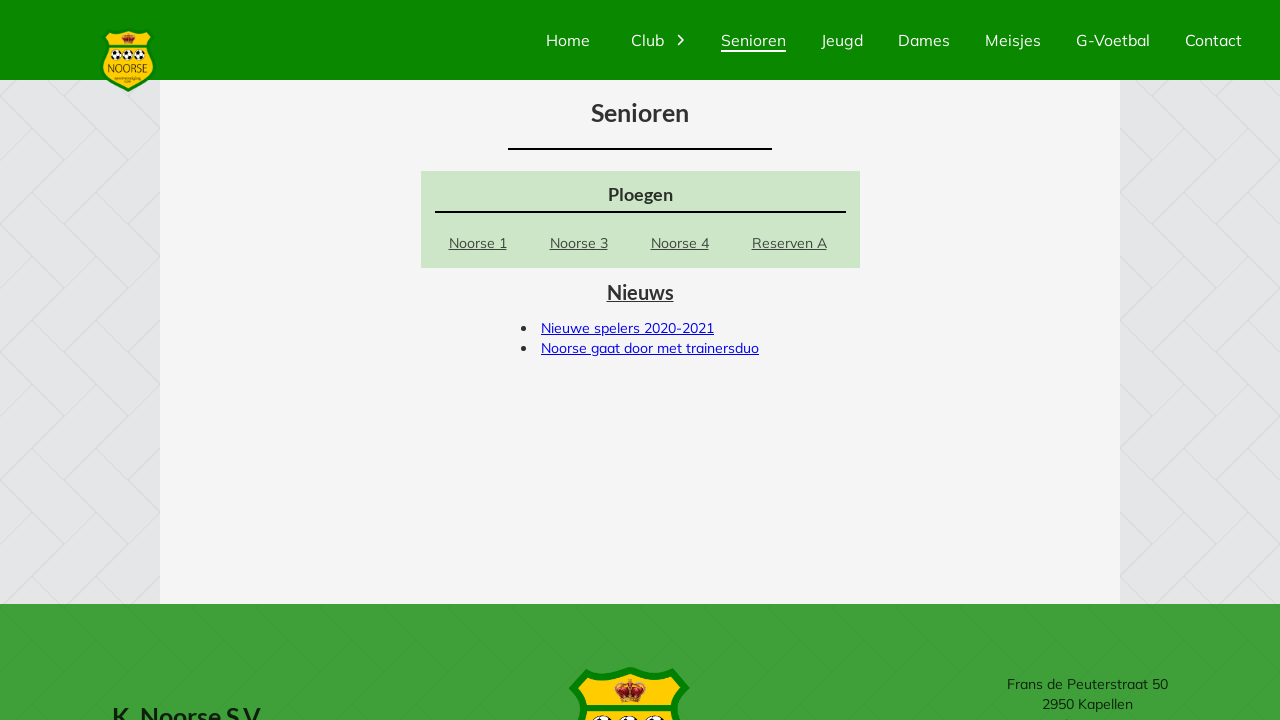 NOORSE
Home
Club
Senioren
Jeugd
Dames
Meisjes
G-Voetbal
Contact
Senioren
Ploegen
Noorse 1
Noorse 3
Noorse 4
Reserven A
Nieuws
Nieuwe spelers 2020-2021
Noorse gaat door met trainersduo
K. Noorse S.V.
Frans de Peuterstraat 50
2950 Kapellen